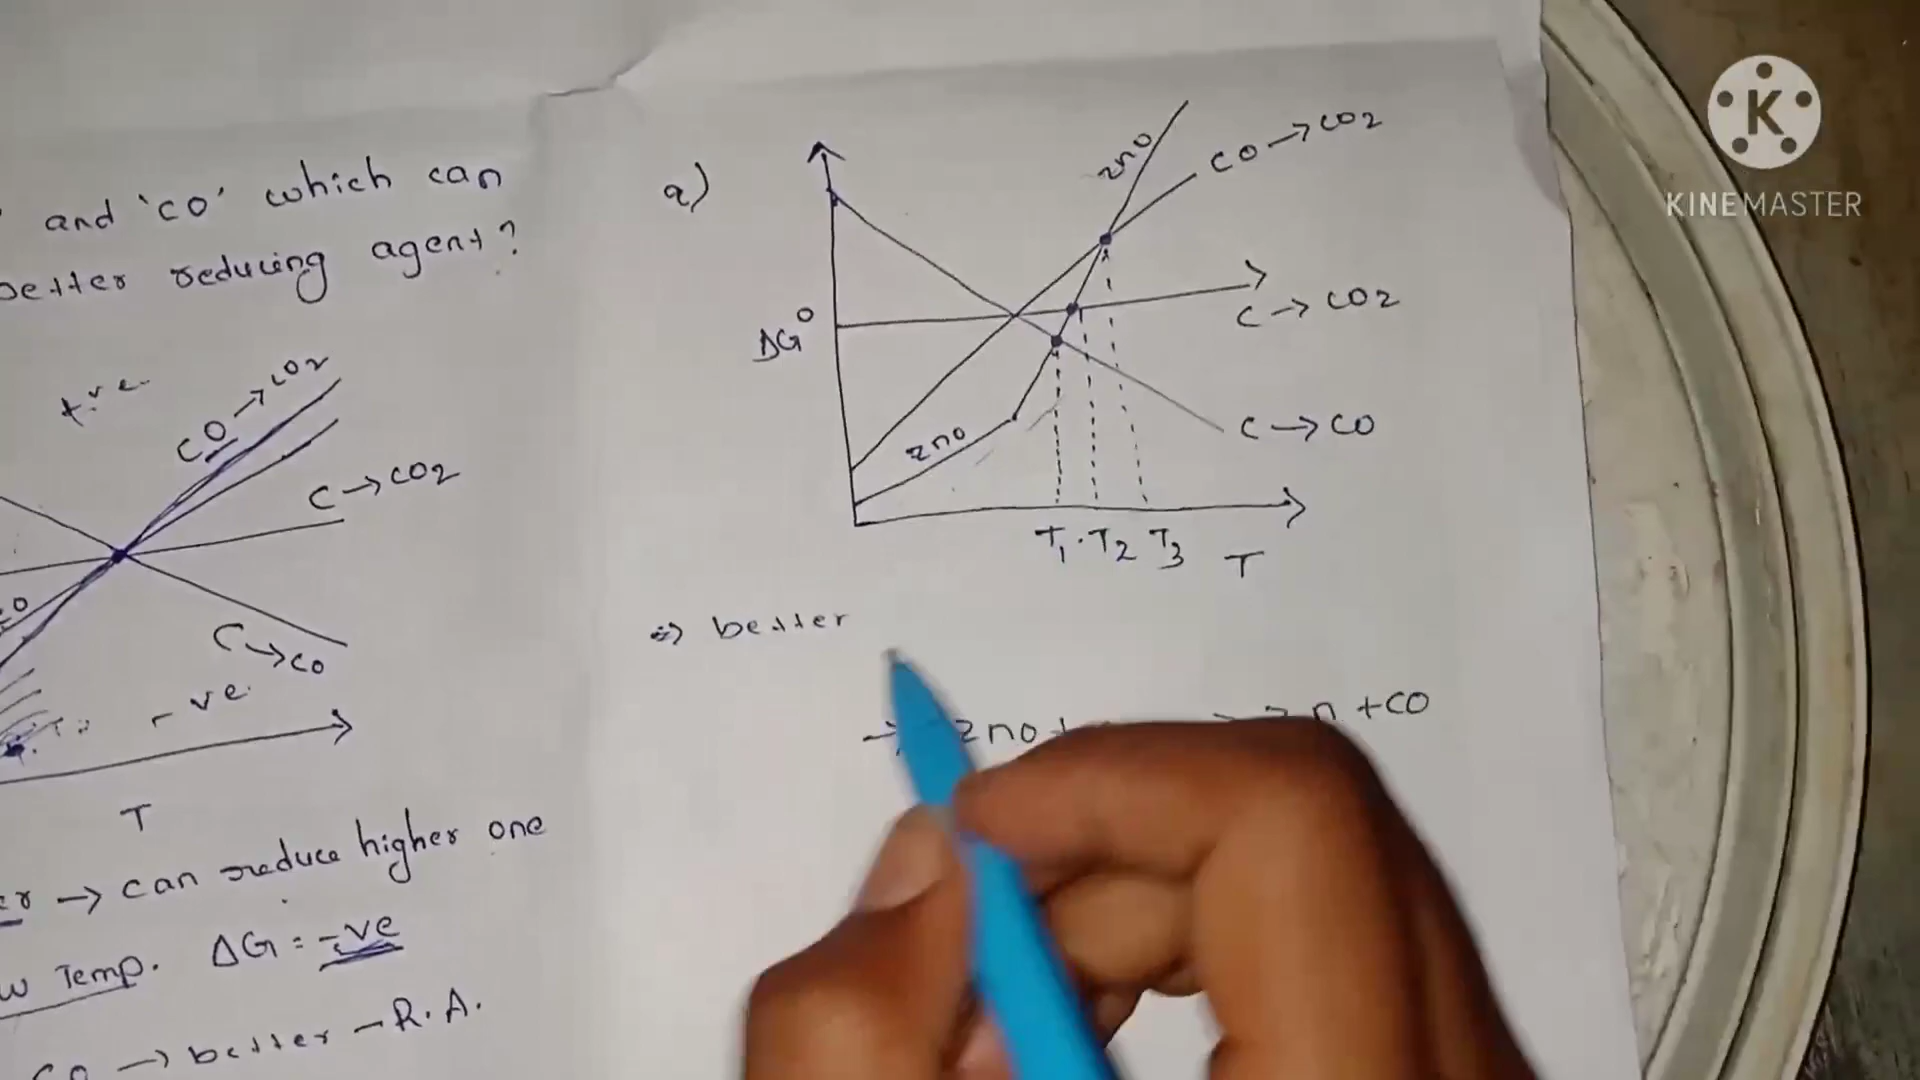 and 'CO' which can
better reducing agent?
+ve
CO → CO2
C → CO2
C → CO
- ve
T
→ can reduce higher one
Temp. ΔG = -ve
CO → better - R.A.
a)
ZnO
CO → CO2
ΔG°
C → CO2
ZnO
C → CO
T1 . T2 T3 T
=> better
→ ZnO + → Zn + CO
K
KINEMASTER